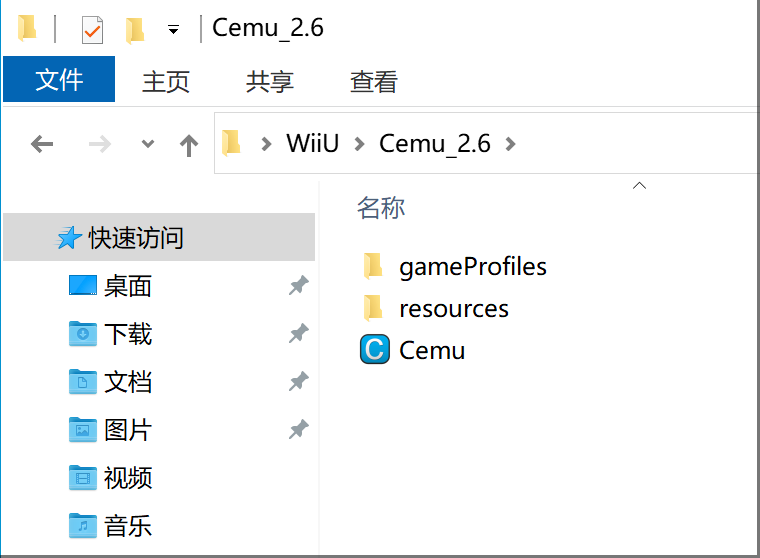 Cemu_2.6
文件 主页 共享 查看
WiiU Cemu_2.6
名称
快速访问
桌面
下载
文档
图片
视频
音乐
gameProfiles
resources
Cemu